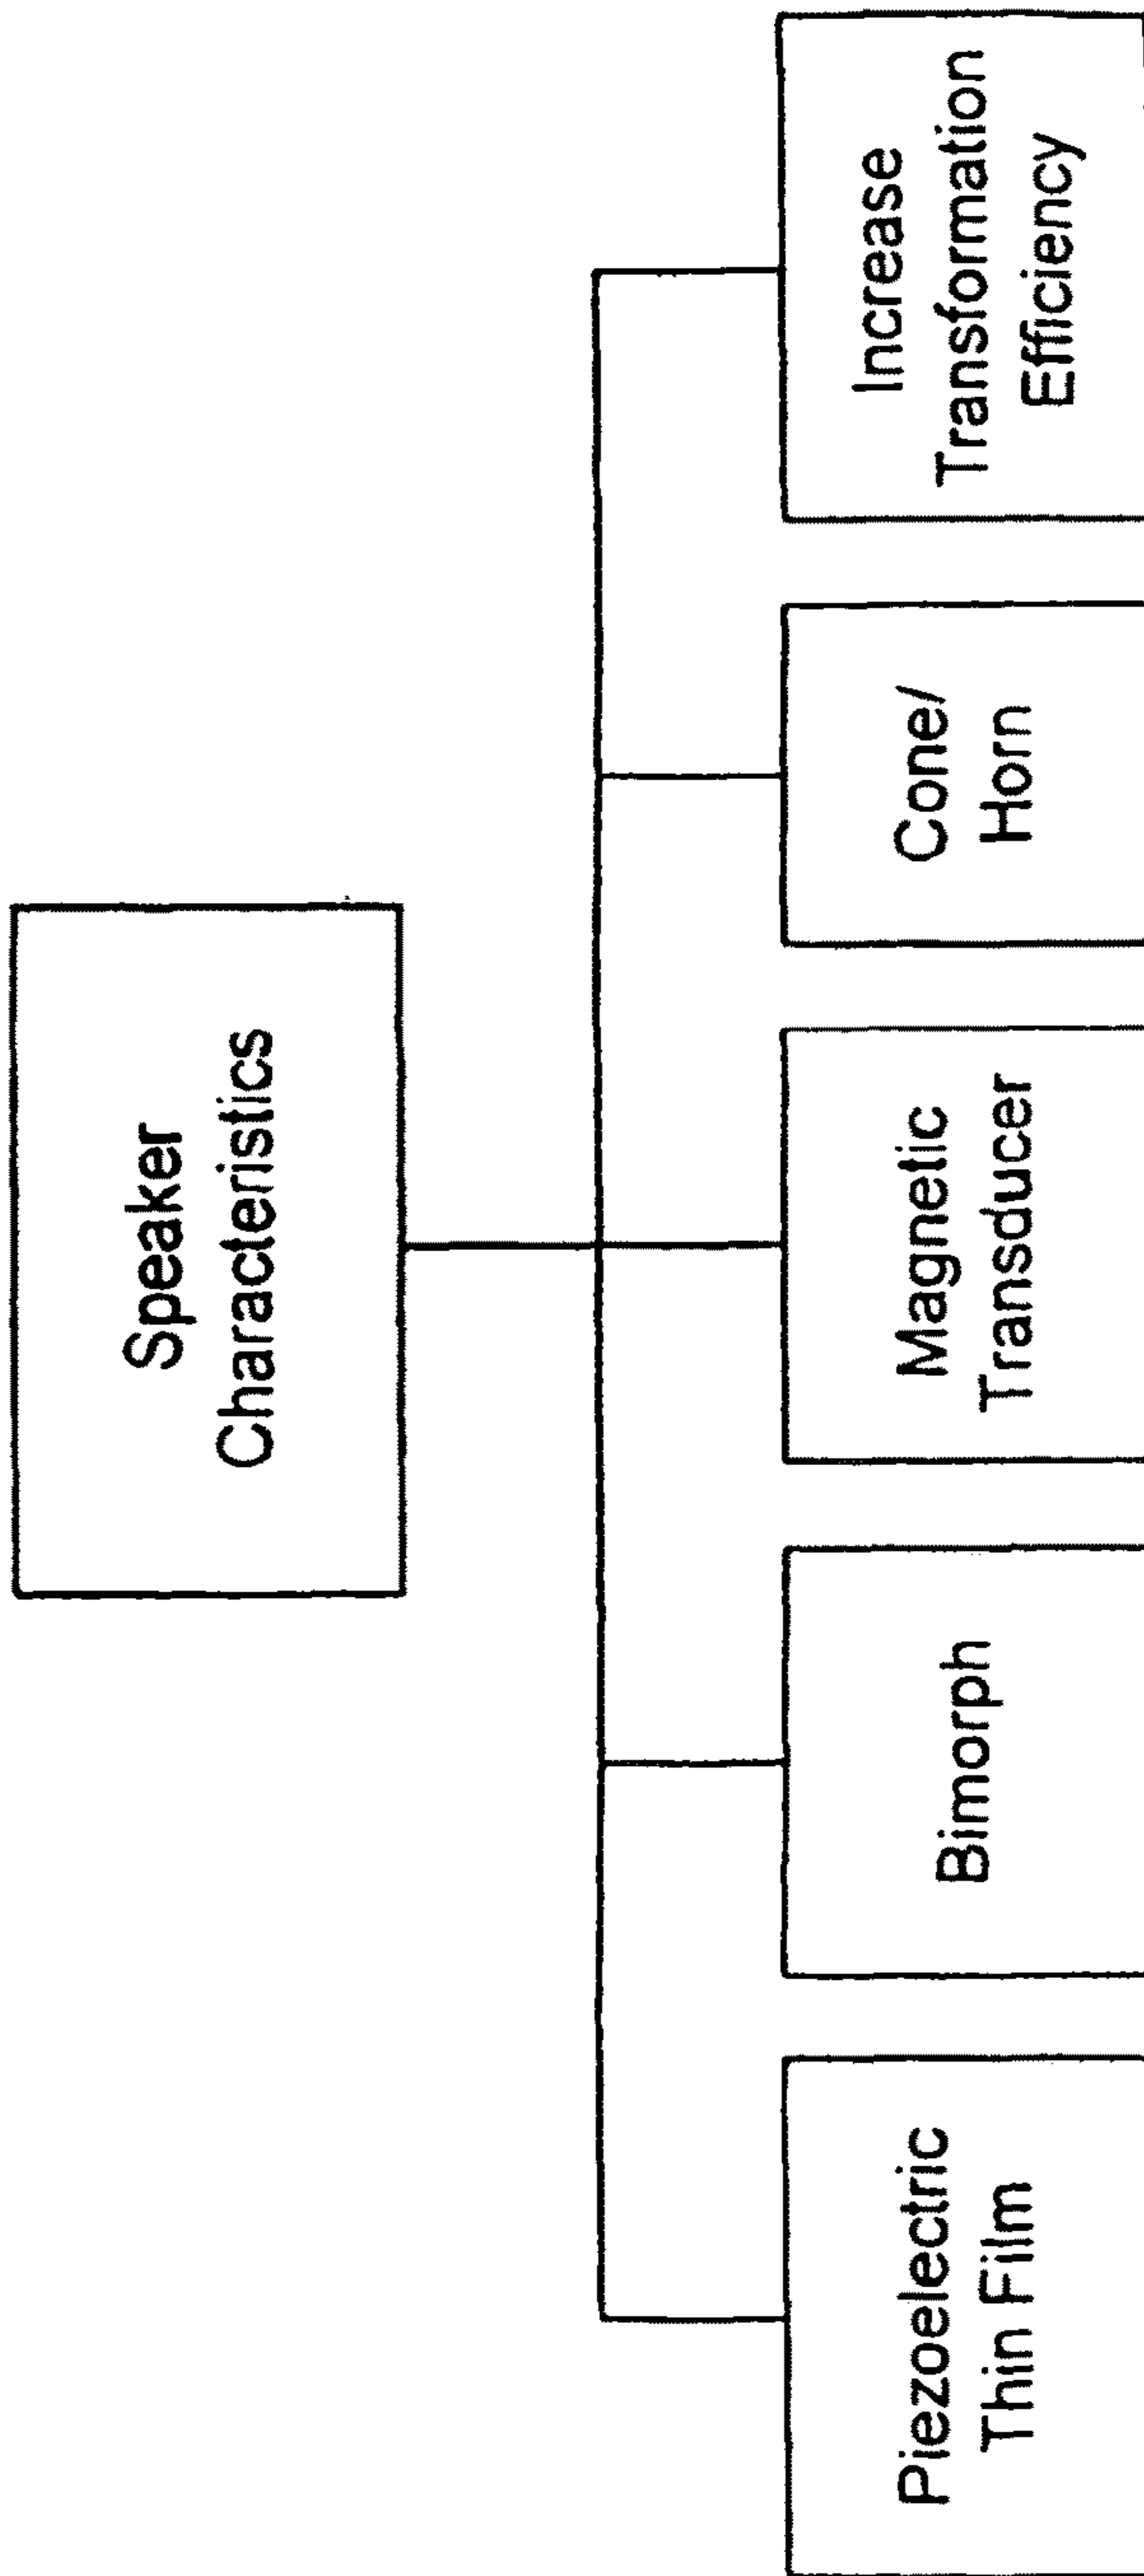 Speaker
Characteristics
Piezoelectric
Thin Film
Bimorph
Magnetic
Transducer
Cone/
Horn
Increase
Transformation
Efficiency